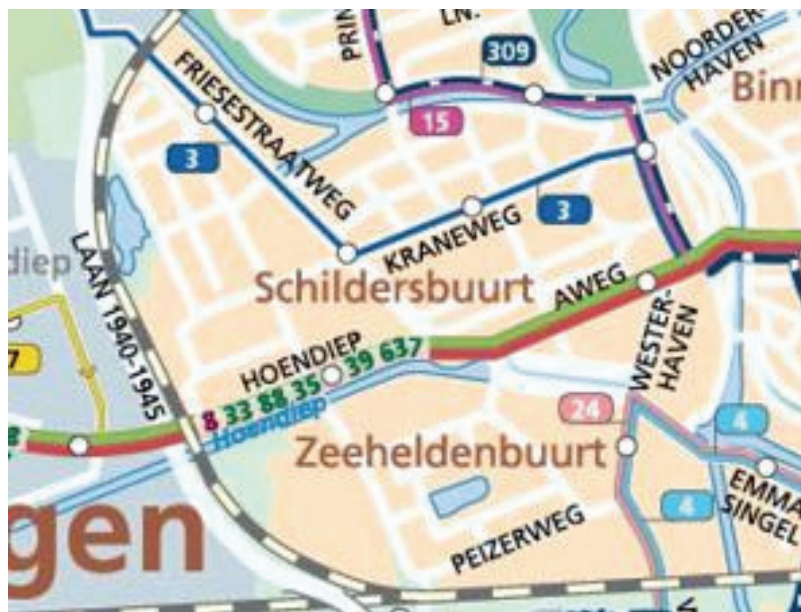 PRIN
LN.
309
NOORDER-
HAVEN
Binn
15
FRIESESTRAATWEG
3
3
KRANEWEG
diep
LAAN 1940-1945
Schildersbuurt
AWEG
WESTER-
HAVEN
7
HOENDIEP
8 33 88 35 39 637
Hoendiep
24
4
Zeeheldenbuurt
EMMA
SINGEL
4
PEIZERWEG
gen